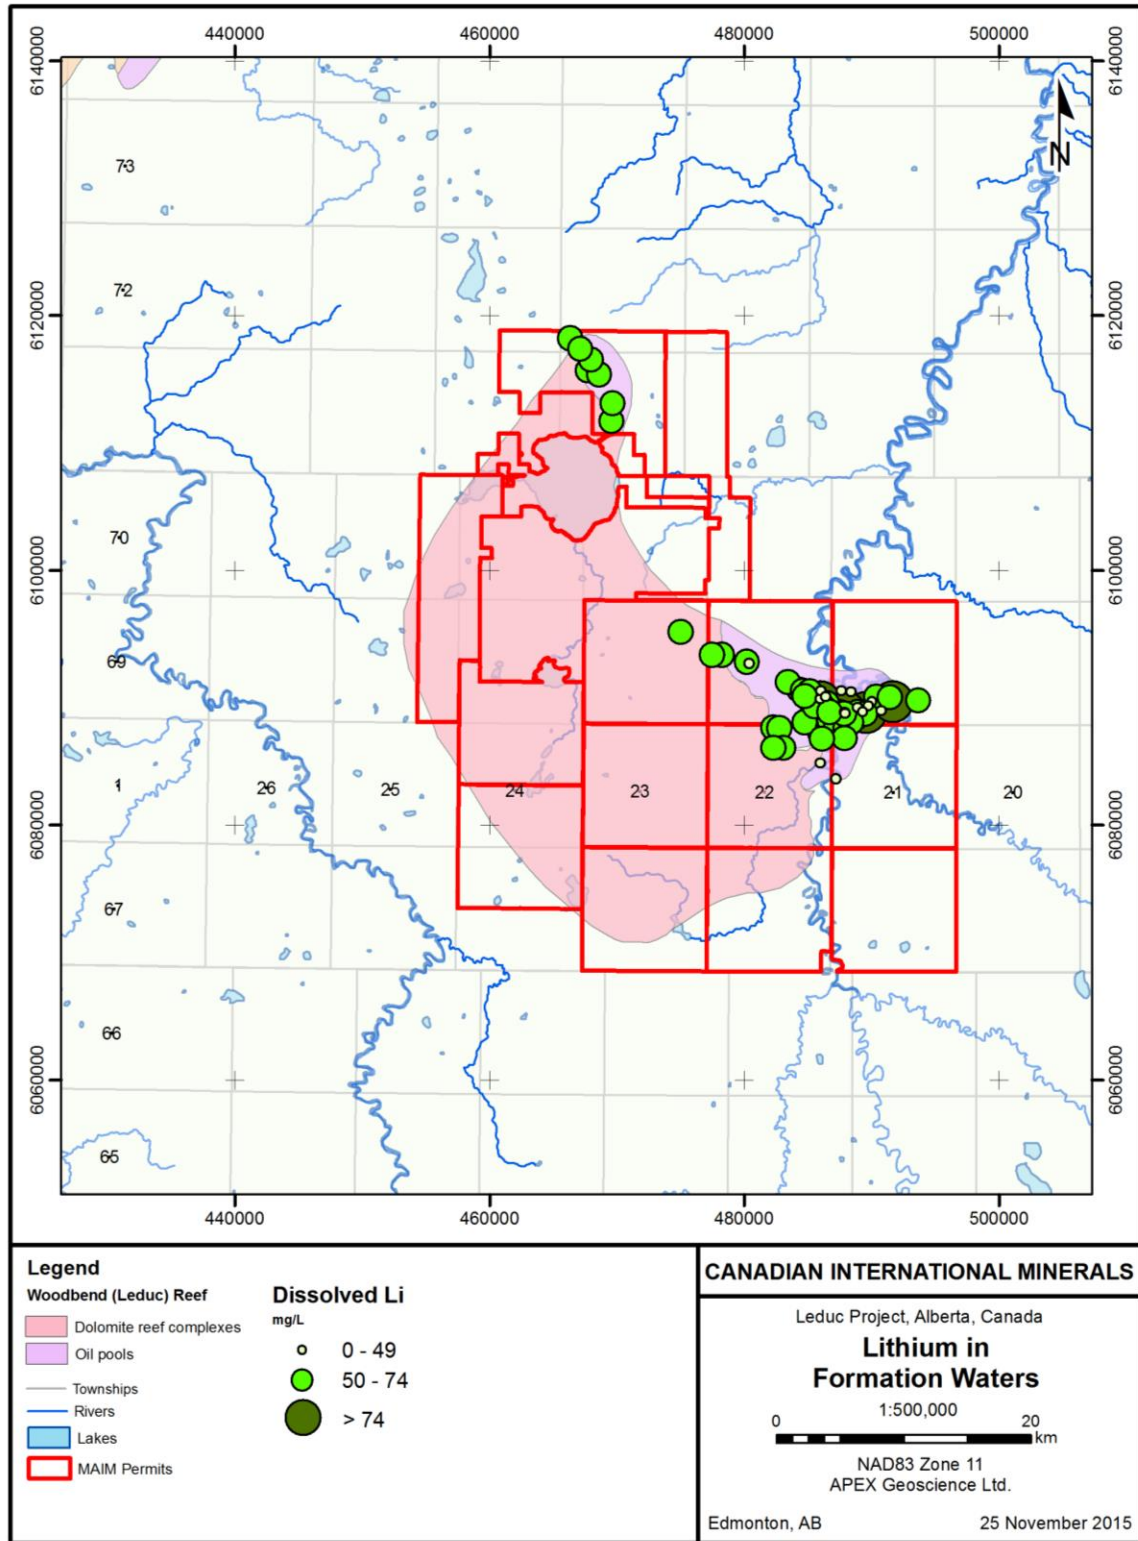 440000 460000 480000 500000
6140000 6140000
N
73
72
6120000 6120000
70
6100000 6100000
69
1 26 25 24 23 22 21 20
6080000 6080000
67
66
6060000 6060000
65
440000 460000 480000 500000
Legend
Woodbend (Leduc) Reef
Dolomite reef complexes
Oil pools
Townships
Rivers
Lakes
MAIM Permits
Dissolved Li
mg/L
0 - 49
50 - 74
> 74
CANADIAN INTERNATIONAL MINERALS
Leduc Project, Alberta, Canada
Lithium in
Formation Waters
1:500,000
0 20
km
NAD83 Zone 11
APEX Geoscience Ltd.
Edmonton, AB 25 November 2015